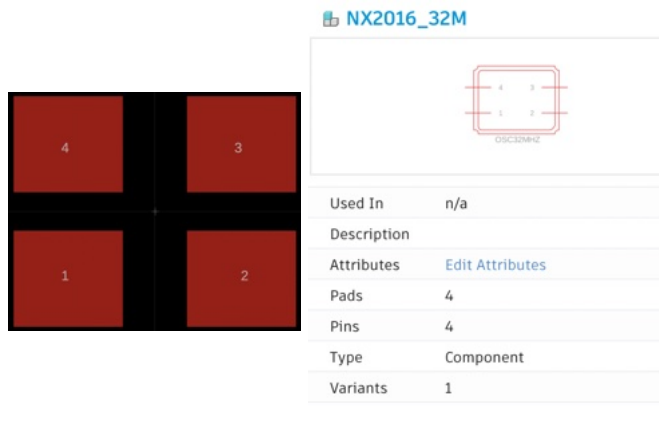 NX2016_32M
4 3
1 2
4 3
1 2
OSC32MHZ
Used In n/a
Description
Attributes Edit Attributes
Pads 4
Pins 4
Type Component
Variants 1